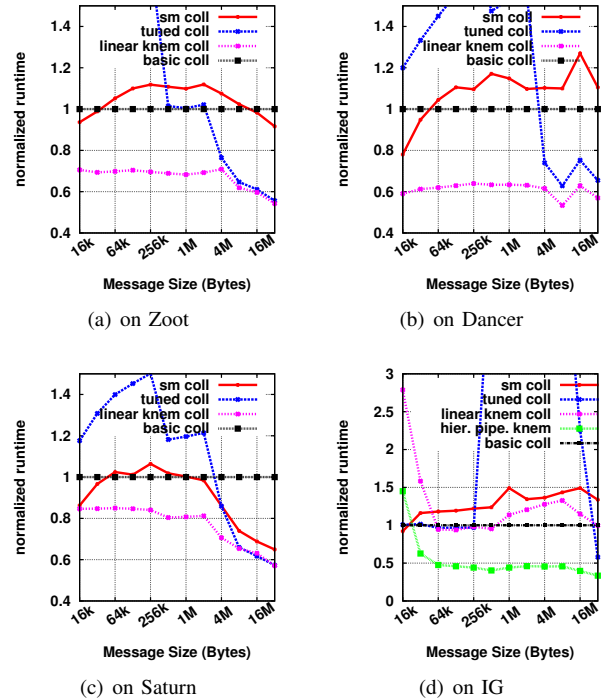 sm coll
tuned coll
linear knem coll
basic coll
normalized runtime
1.4
1.2
1
0.8
0.6
0.4
16k
64k
256k
1M
4M
16M
Message Size (Bytes)
(a) on Zoot
sm coll
tuned coll
linear knem coll
basic coll
normalized runtime
1.4
1.2
1
0.8
0.6
0.4
16k
64k
256k
1M
4M
16M
Message Size (Bytes)
(b) on Dancer
sm coll
tuned coll
linear knem coll
basic coll
normalized runtime
1.4
1.2
1
0.8
0.6
0.4
16k
64k
256k
1M
4M
16M
Message Size (Bytes)
(c) on Saturn
sm coll
tuned coll
linear knem coll
hier. pipe. knem
basic coll
normalized runtime
3
2.5
2
1.5
1
0.5
0
16k
64k
256k
1M
4M
16M
Message Size (Bytes)
(d) on IG